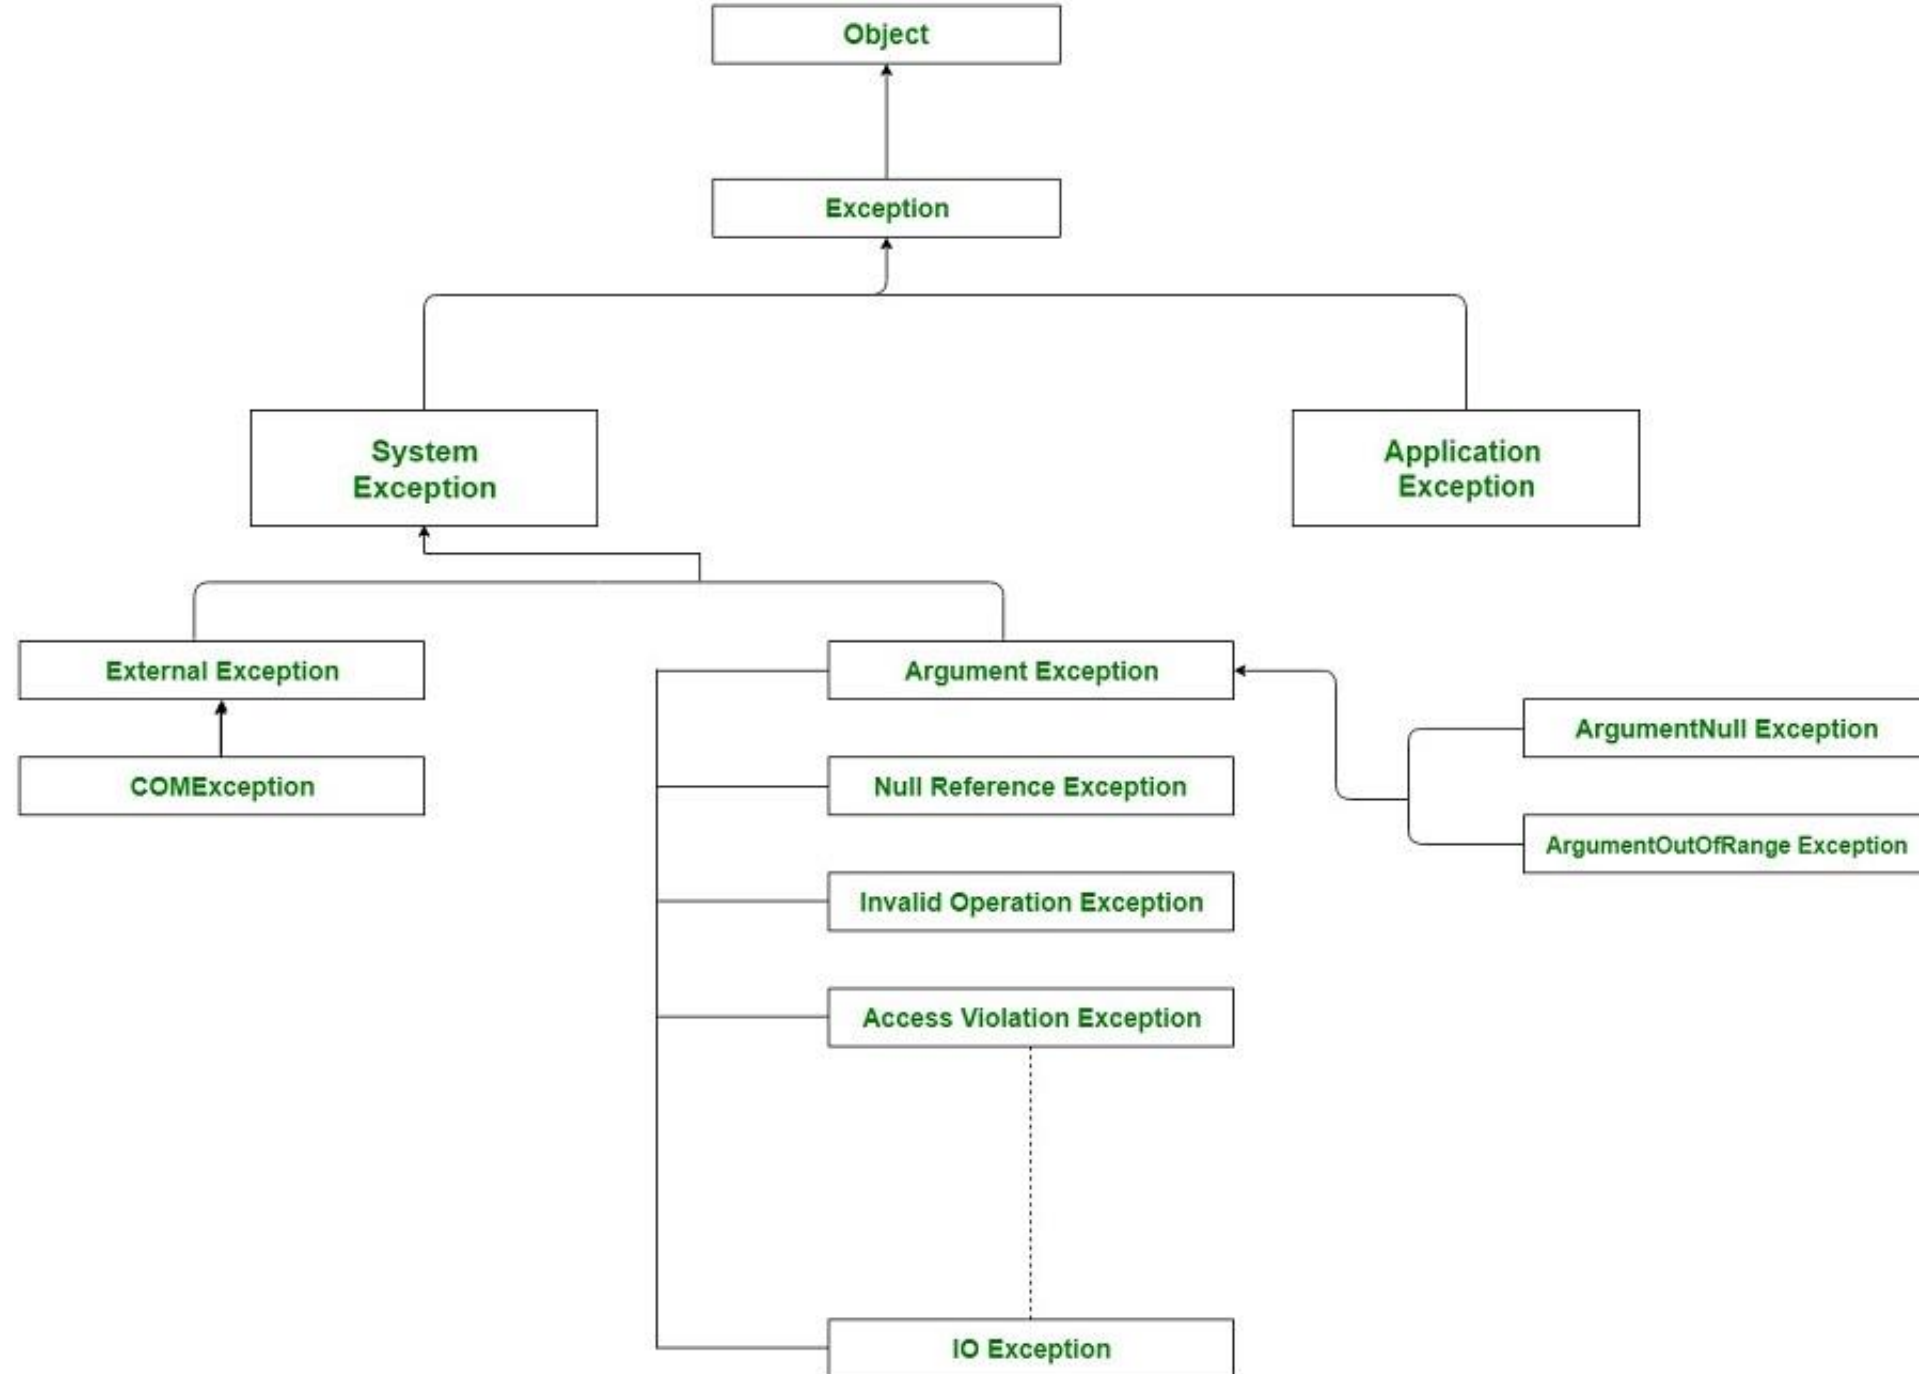 Object
Exception
System
Exception
Application
Exception
External Exception
COMException
Argument Exception
Null Reference Exception
Invalid Operation Exception
Access Violation Exception
IO Exception
ArgumentNull Exception
ArgumentOutOfRange Exception